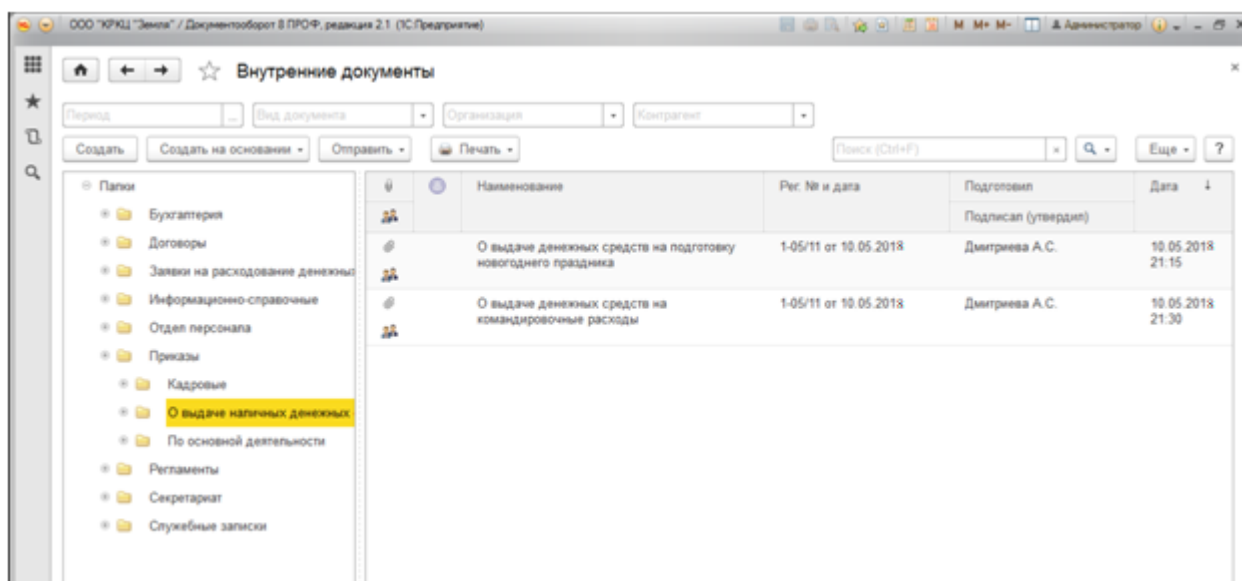 ООО "КРКЦ "Земля" / Документооборот 8 ПРОФ, редакция 2.1 (1С:Предприятие)
M M+ M- Администратор
Внутренние документы
Период ... Вид документа Организация Контрагент
Создать Создать на основании Отправить Печать Поиск (Ctrl+F) × Еще ?
Папки
Бухгалтерия
Договоры
Заявки на расходование денежных
Информационно-справочные
Отдел персонала
Приказы
Кадровые
О выдаче наличных денежных
По основной деятельности
Регламенты
Секретариат
Служебные записки
Наименование Рег. № и дата Подготовил Дата ↓
Подписал (утвердил)
О выдаче денежных средств на подготовку 1-05/11 от 10.05.2018 Дмитриева А.С. 10.05.2018
новогоднего праздника 21:15
О выдаче денежных средств на 1-05/11 от 10.05.2018 Дмитриева А.С. 10.05.2018
командировочные расходы 21:30